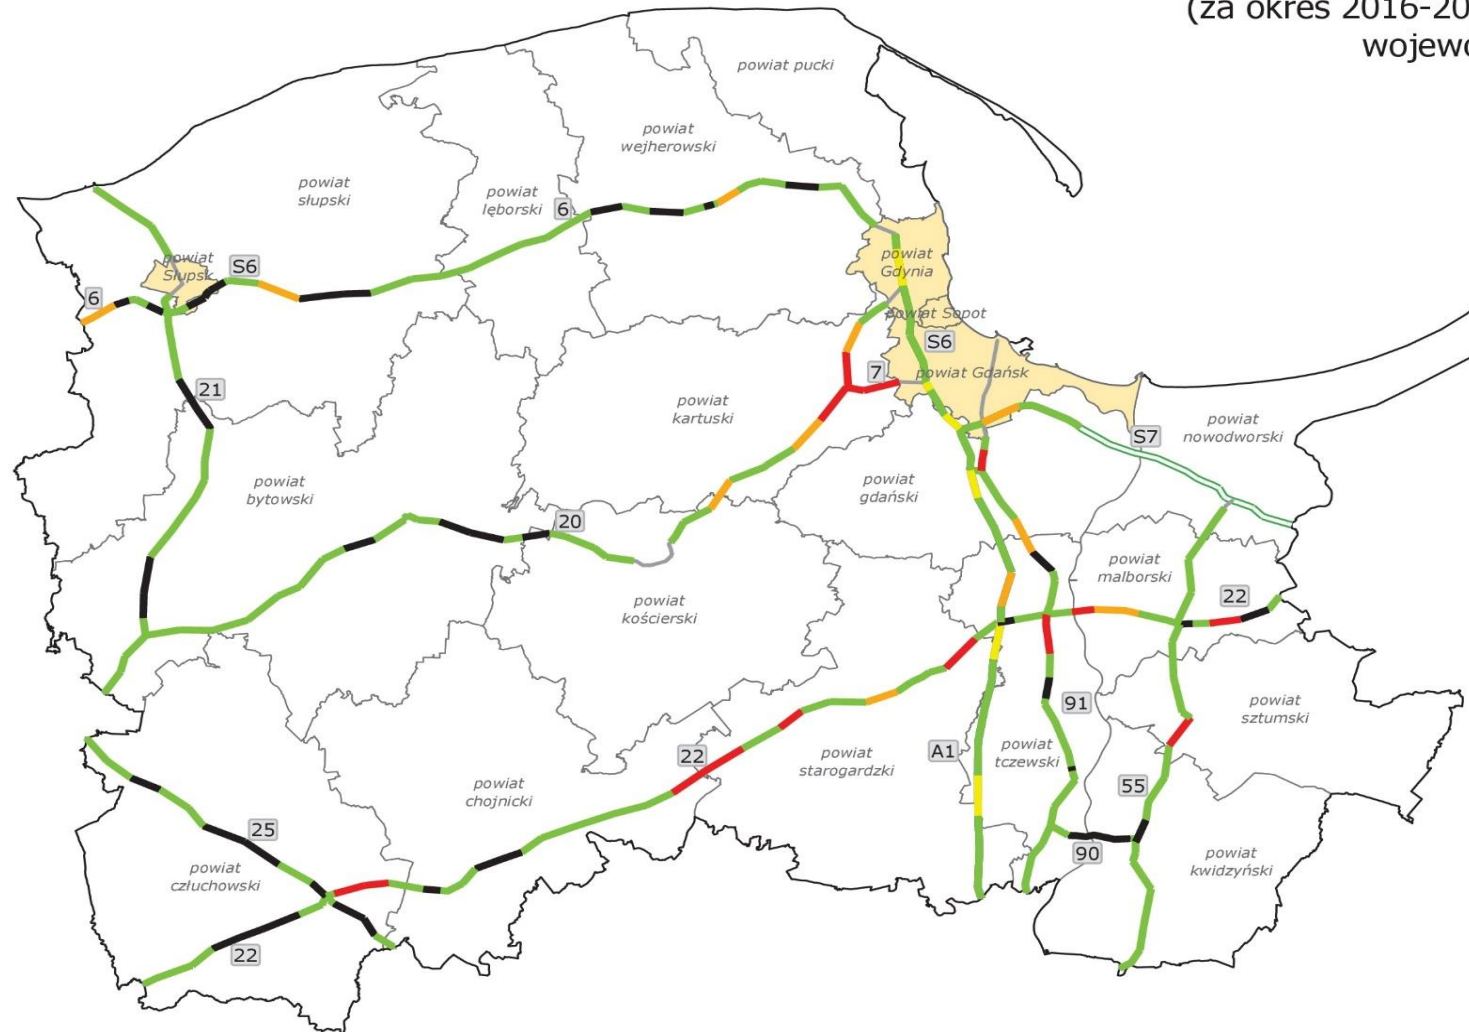 (za okres 2016-20
wojewo
powiat pucki
powiat
wejherowski
powiat
słupski
powiat
lęborski
6
powiat
Słupsk
S6
6
powiat
Gdynia
powiat Sopot
S6
7
powiat Gdańsk
21
powiat
kartuski
powiat
nowodworski
S7
powiat
bytowski
powiat
gdański
20
powiat
malborski
22
powiat
kościerski
91
powiat
sztumski
A1
powiat
tczewski
22
powiat
starogardzki
55
powiat
chojnicki
25
90
powiat
kwidzyński
powiat
człuchowski
22